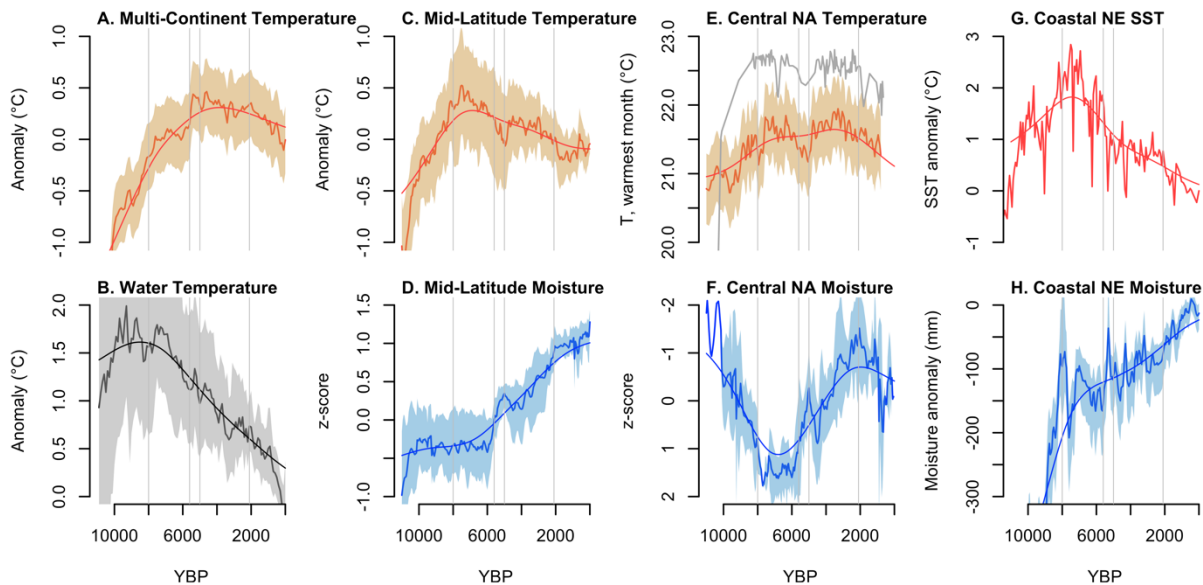 A. Multi-Continent Temperature
C. Mid-Latitude Temperature
E. Central NA Temperature
G. Coastal NE SST
Anomaly (°C)
-1.0 -0.5 0.0 0.5 1.0
Anomaly (°C)
-1.0 -0.5 0.0 0.5 1.0
T, warmest month (°C)
20.0 21.0 22.0 23.0
SST anomaly (°C)
-1 0 1 2 3
B. Water Temperature
D. Mid-Latitude Moisture
F. Central NA Moisture
H. Coastal NE Moisture
Anomaly (°C)
0.0 0.5 1.0 1.5 2.0
z-score
-1.0 0.0 0.5 1.0 1.5
z-score
2 1 0 -1 -2
Moisture anomaly (mm)
-300 -200 -100 0
10000 6000 2000
10000 6000 2000
10000 6000 2000
10000 6000 2000
YBP
YBP
YBP
YBP